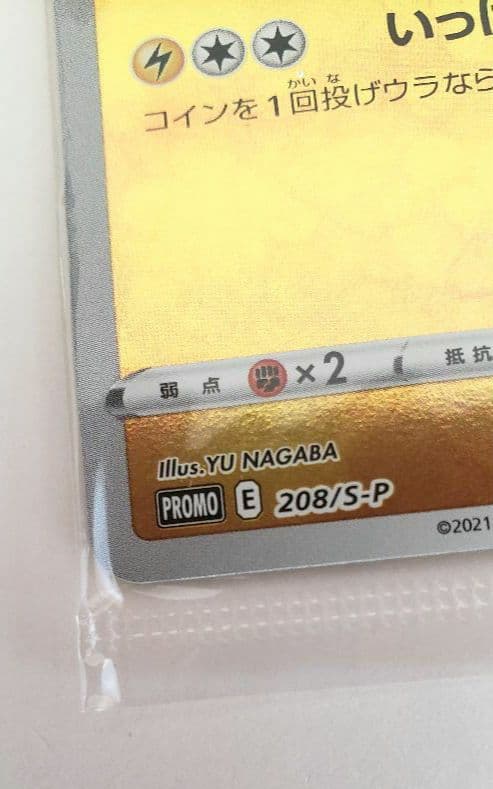 いっ
かい な
コインを1回投げウラなら
弱点 ×2 抵抗
Illus.YU NAGABA
PROMO E 208/S-P
©2021